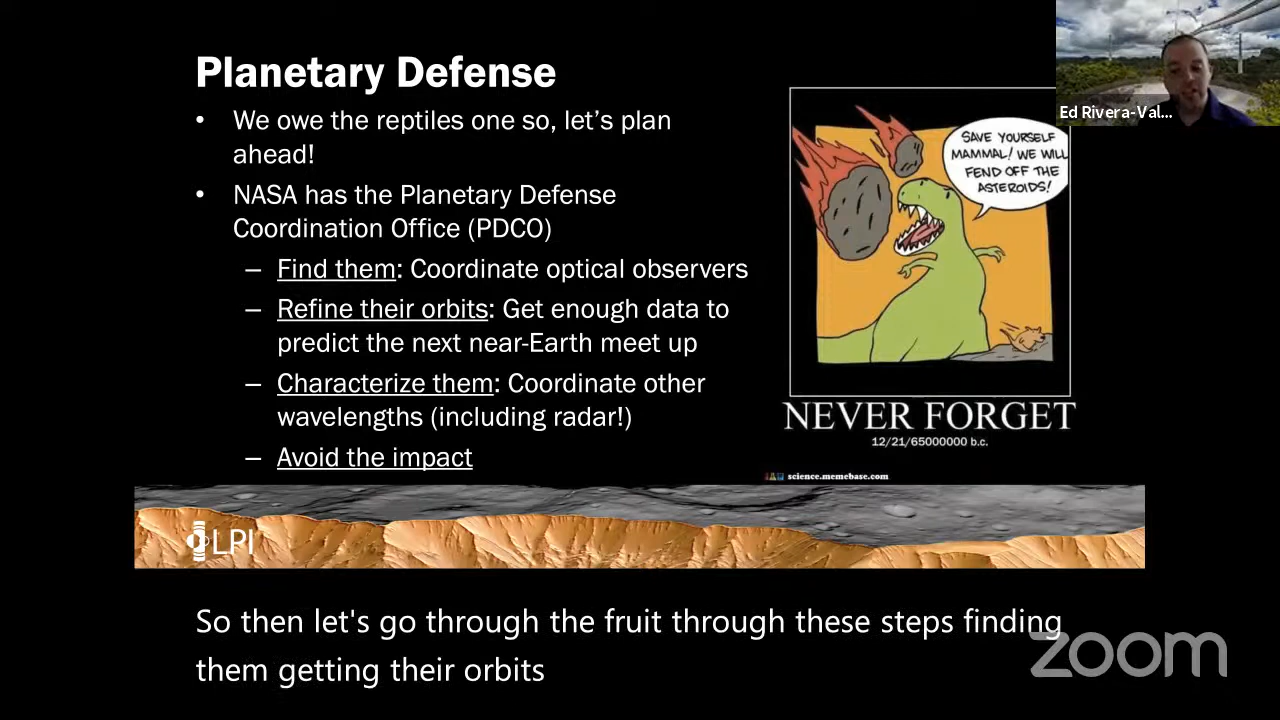 Planetary Defense
• We owe the reptiles one so, let’s plan
ahead!
• NASA has the Planetary Defense
Coordination Office (PDCO)
– Find them: Coordinate optical observers
– Refine their orbits: Get enough data to
predict the next near-Earth meet up
– Characterize them: Coordinate other
wavelengths (including radar!)
– Avoid the impact
SAVE YOURSELF
MAMMAL! WE WILL
FEND OFF THE
ASTEROIDS!
NEVER FORGET
12/21/65000000 b.c.
science.memebase.com
Ed Rivera-Val...
LPI
So then let's go through the fruit through these steps finding
them getting their orbits
zoom